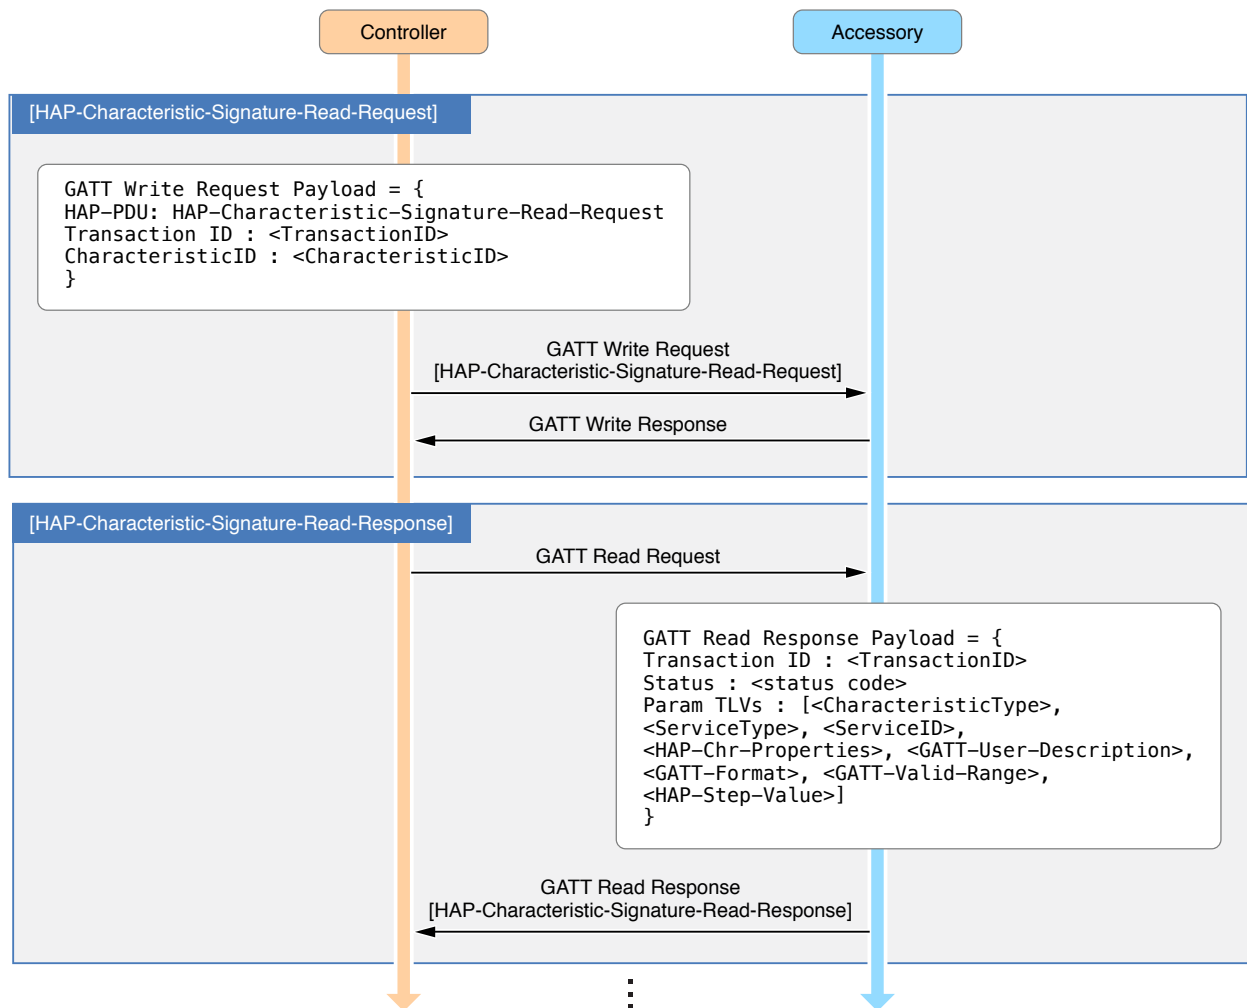 Controller
Accessory
[HAP-Characteristic-Signature-Read-Request]
GATT Write Request Payload = {
HAP-PDU: HAP-Characteristic-Signature-Read-Request
Transaction ID : <TransactionID>
CharacteristicID : <CharacteristicID>
}
GATT Write Request
[HAP-Characteristic-Signature-Read-Request]
GATT Write Response
[HAP-Characteristic-Signature-Read-Response]
GATT Read Request
GATT Read Response Payload = {
Transaction ID : <TransactionID>
Status : <status code>
Param TLVs : [<CharacteristicType>,
<ServiceType>, <ServiceID>,
<HAP-Chr-Properties>, <GATT-User-Description>,
<GATT-Format>, <GATT-Valid-Range>,
<HAP-Step-Value>]
}
GATT Read Response
[HAP-Characteristic-Signature-Read-Response]